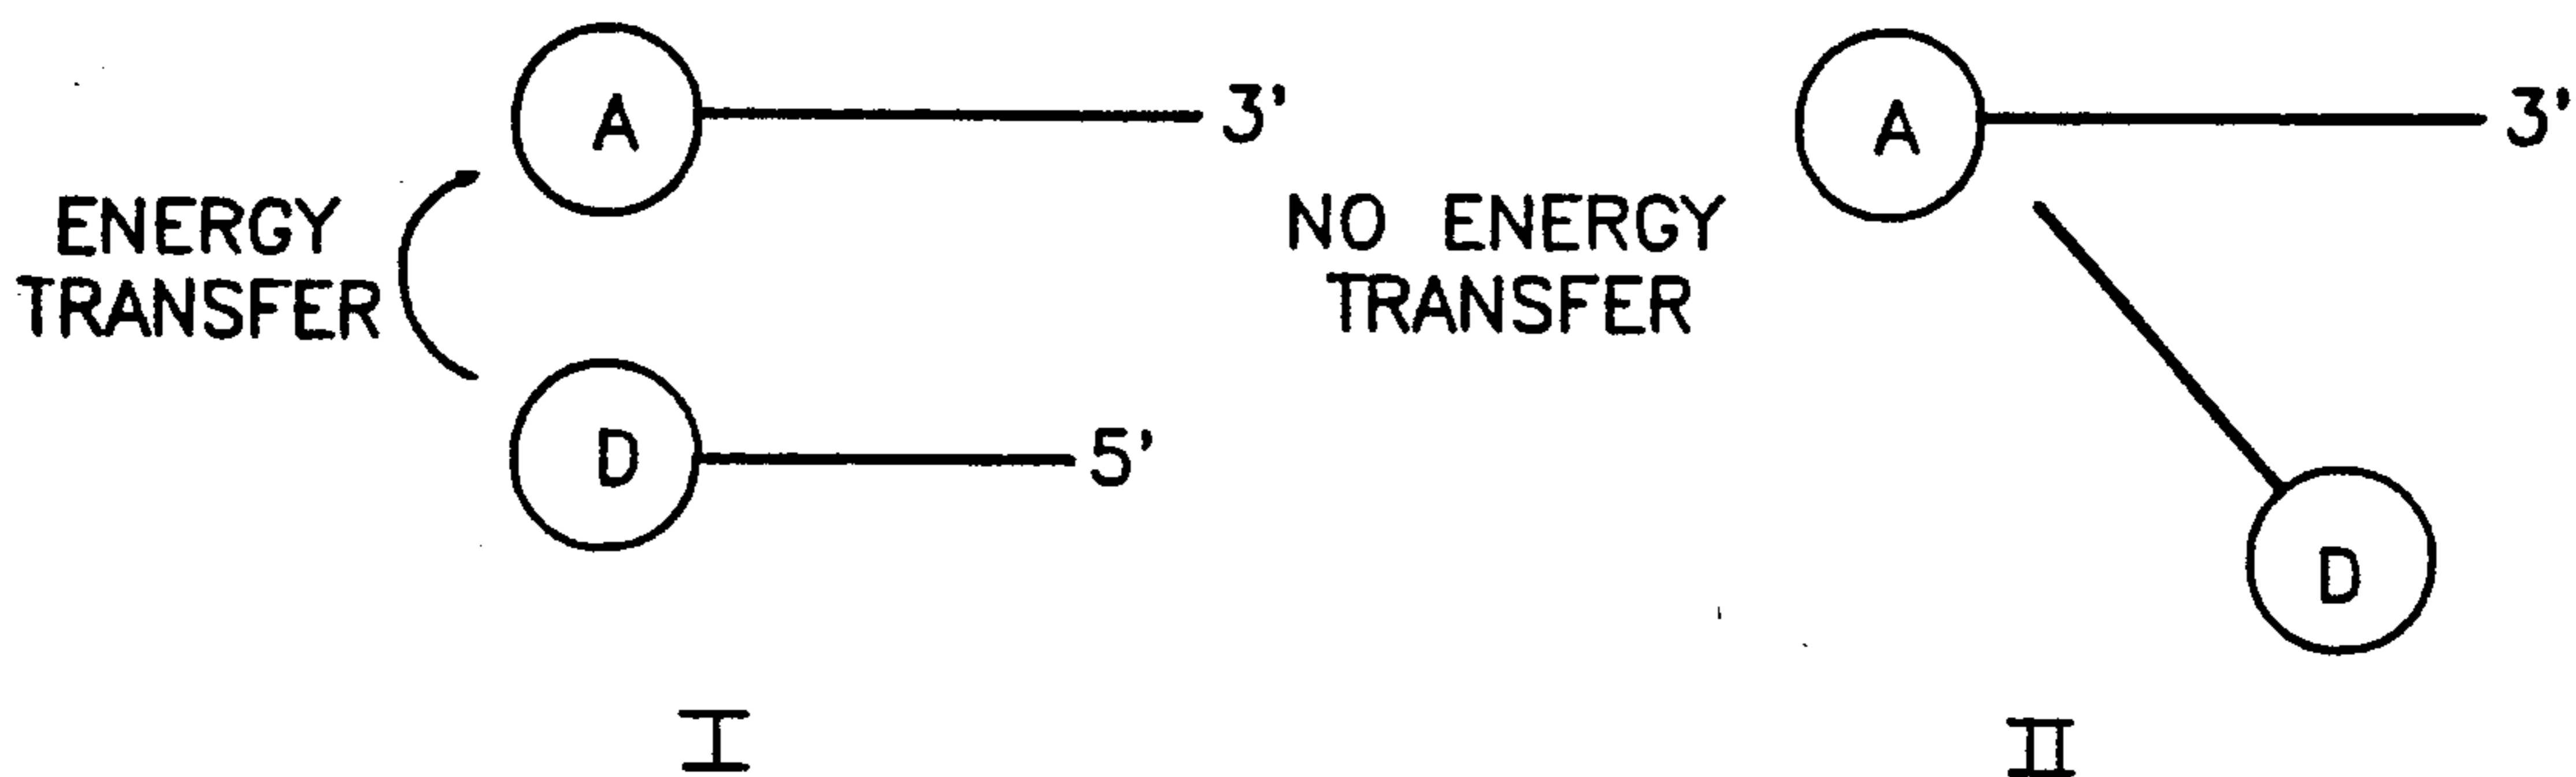 A
3'
ENERGY
TRANSFER
D
5'
I
A
3'
NO ENERGY
TRANSFER
D
II